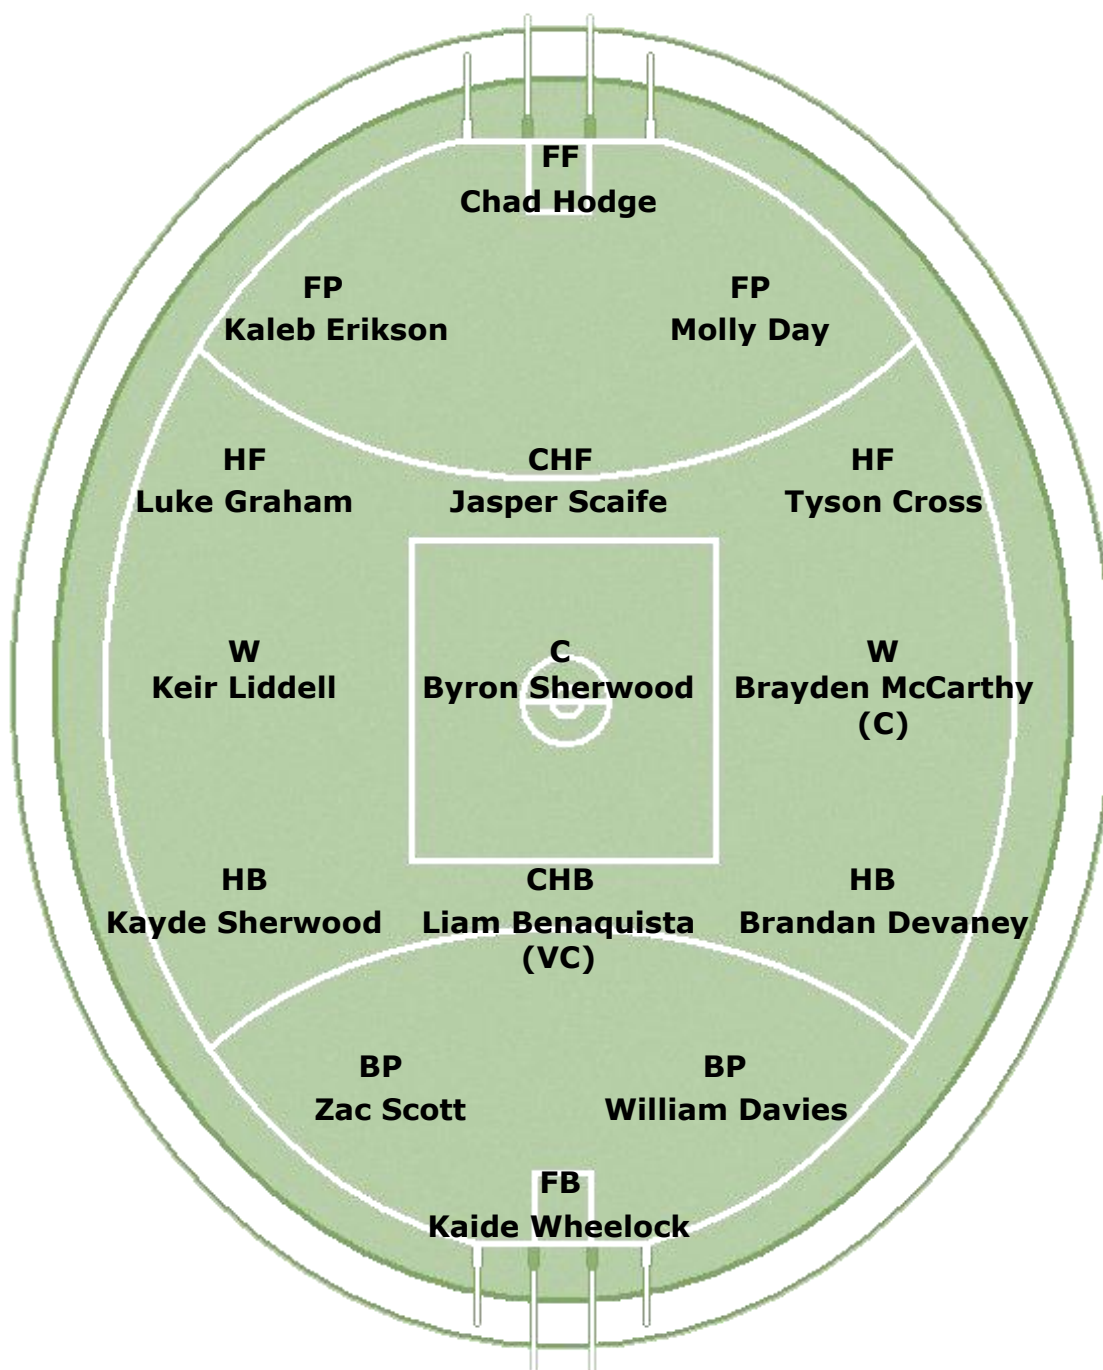 FF
Chad Hodge
FP FP
Kaleb Erikson Molly Day
HF CHF HF
Luke Graham Jasper Scaife Tyson Cross
W C W
Keir Liddell Byron Sherwood Brayden McCarthy
(C)
HB CHB HB
Kayde Sherwood Liam Benaquista Brandan Devaney
(VC)
BP BP
Zac Scott William Davies
FB
Kaide Wheelock